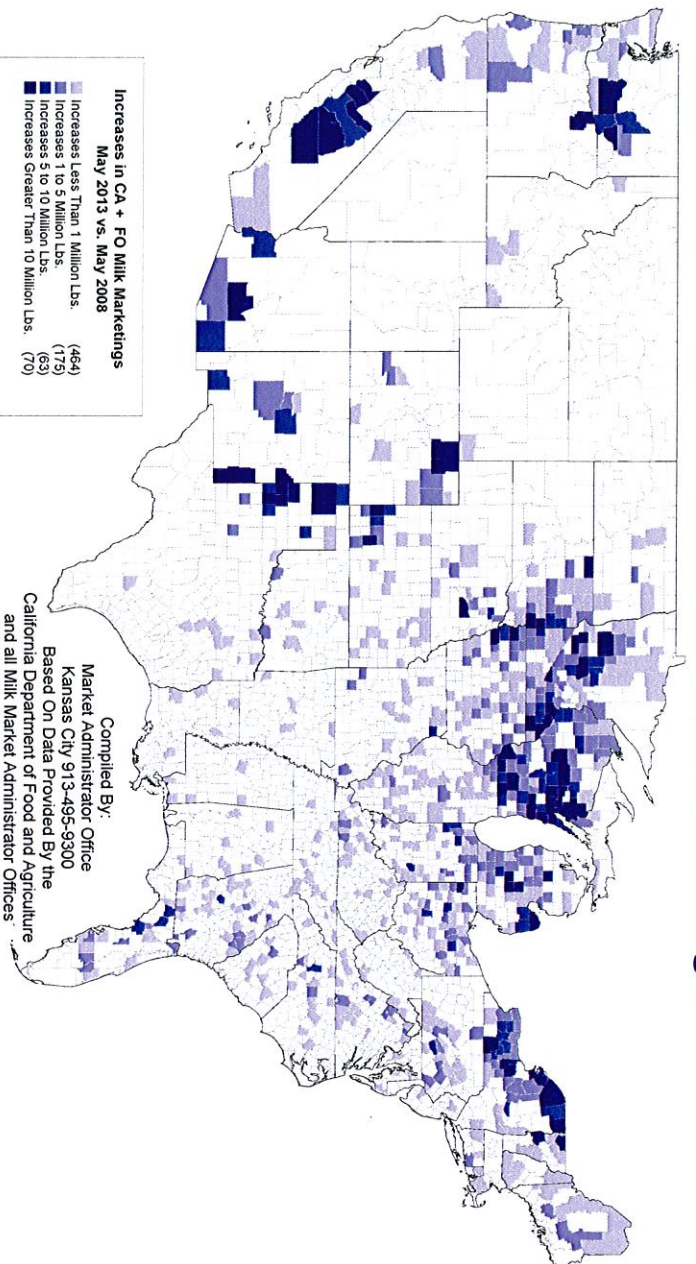 Increases in CA + FO Milk Marketings
May 2013 vs. May 2008
Increases Less Than 1 Million Lbs. (464)
Increases 1 to 5 Million Lbs. (175)
Increases 5 to 10 Million Lbs. (63)
Increases Greater Than 10 Million Lbs. (70)
Compiled By:
Market Administrator Office
Kansas City 913-495-9300
Based On Data Provided By the
California Department of Food and Agriculture
and all Milk Market Administrator Offices